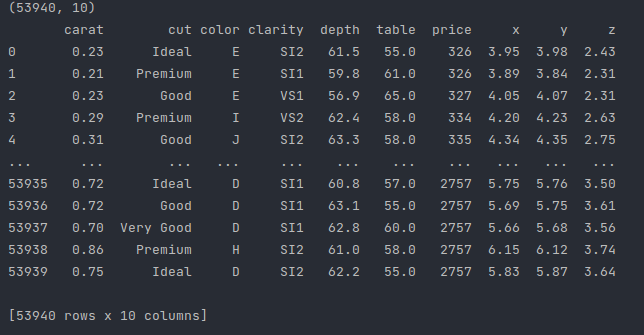 (53940, 10)
       carat        cut color clarity  depth  table  price     x     y     z
0       0.23      Ideal     E     SI2   61.5   55.0    326  3.95  3.98  2.43
1       0.21    Premium     E     SI1   59.8   61.0    326  3.89  3.84  2.31
2       0.23       Good     E     VS1   56.9   65.0    327  4.05  4.07  2.31
3       0.29    Premium     I     VS2   62.4   58.0    334  4.20  4.23  2.63
4       0.31       Good     J     SI2   63.3   58.0    335  4.34  4.35  2.75
...      ...        ...   ...     ...    ...    ...    ...   ...   ...   ...
53935   0.72      Ideal     D     SI1   60.8   57.0   2757  5.75  5.76  3.50
53936   0.72       Good     D     SI1   63.1   55.0   2757  5.69  5.75  3.61
53937   0.70  Very Good     D     SI1   62.8   60.0   2757  5.66  5.68  3.56
53938   0.86    Premium     H     SI2   61.0   58.0   2757  6.15  6.12  3.74
53939   0.75      Ideal     D     SI2   62.2   55.0   2757  5.83  5.87  3.64
[53940 rows x 10 columns]